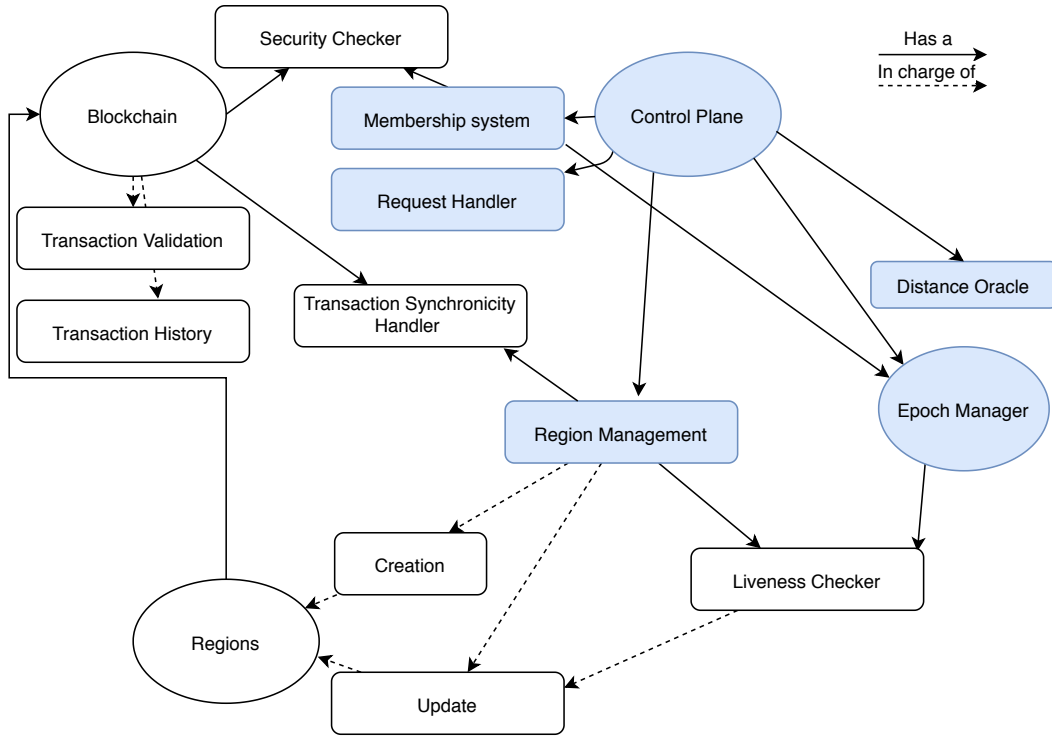 Security Checker
Has a
In charge of
Blockchain
Membership system
Control Plane
Request Handler
Transaction Validation
Distance Oracle
Transaction Synchronicity
Handler
Transaction History
Epoch Manager
Region Management
Creation
Liveness Checker
Regions
Update